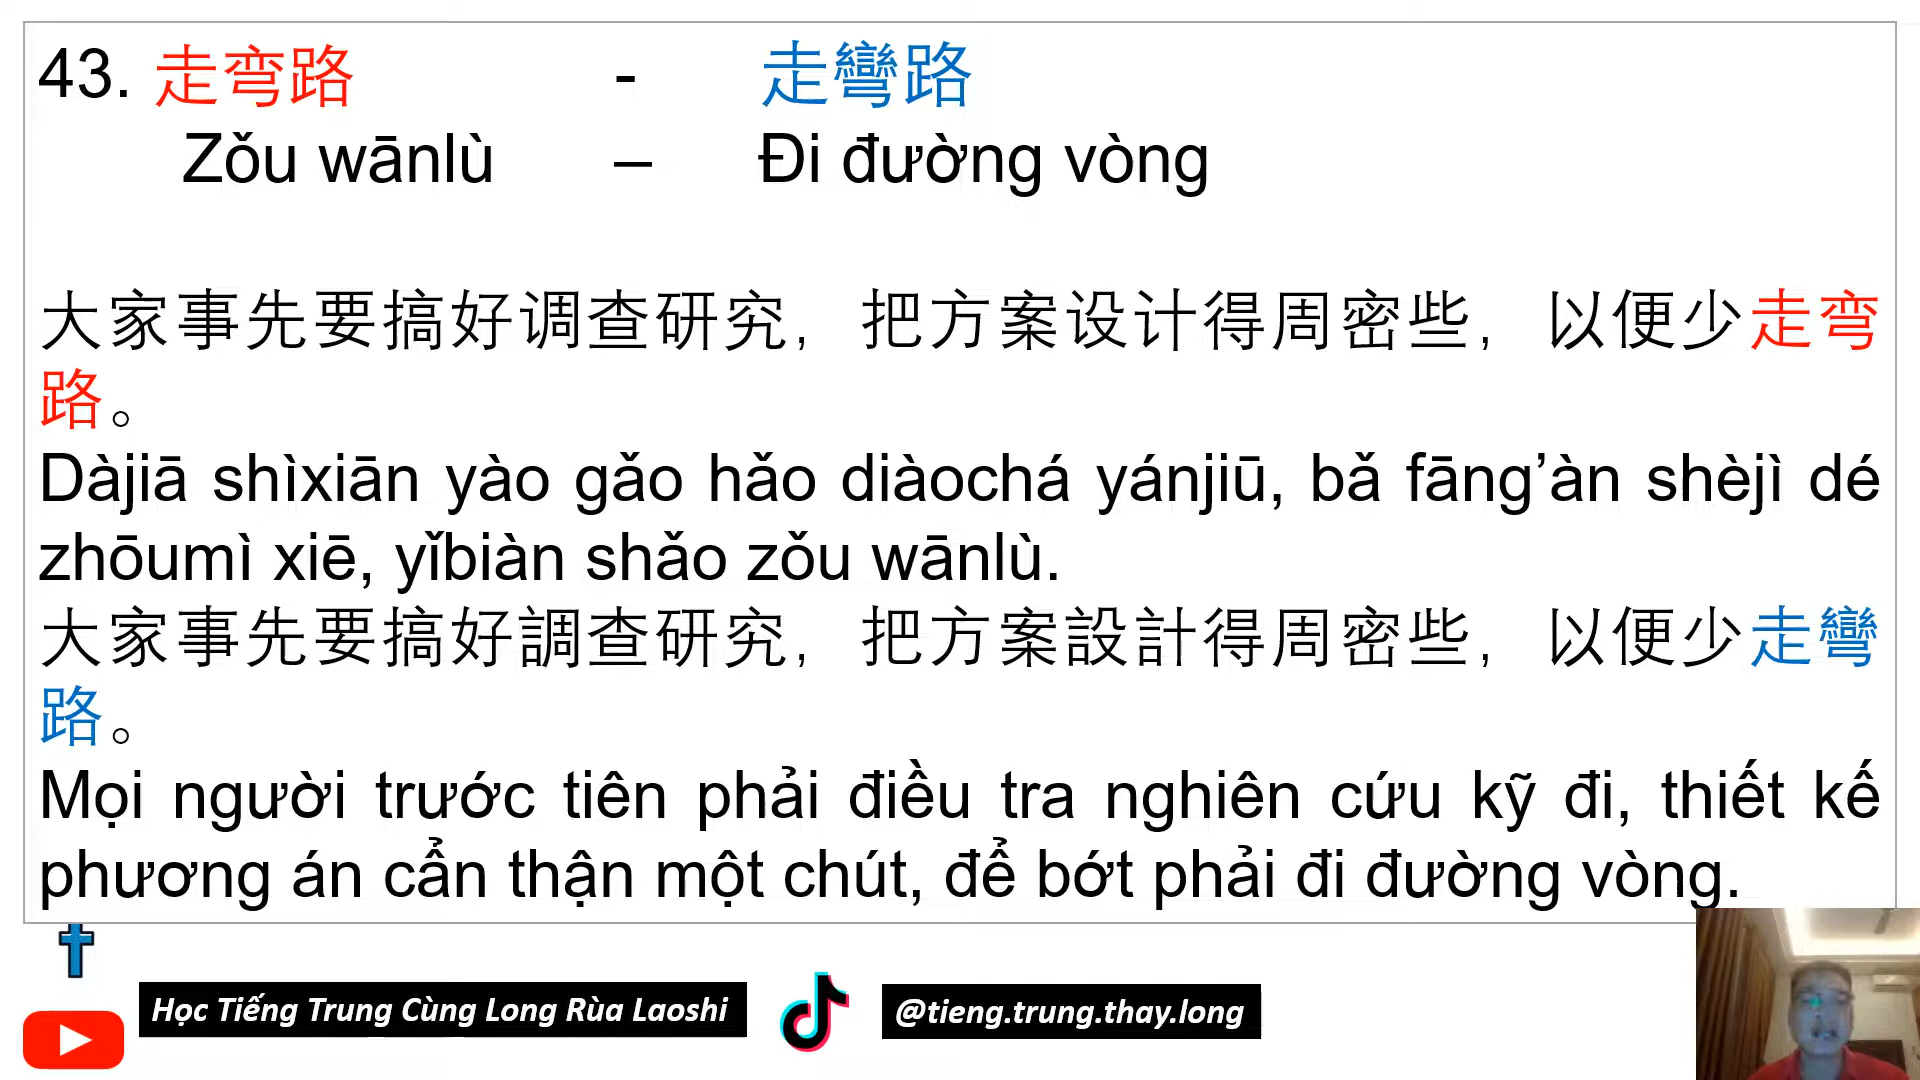 43. 走弯路 - 走彎路
Zǒu wānlù – Đi đường vòng
大家事先要搞好调查研究，把方案设计得周密些，以便少走弯
路。
Dàjiā shìxiān yào gǎo hǎo diàochá yánjiū, bǎ fāng’àn shèjì dé
zhōumì xiē, yǐbiàn shǎo zǒu wānlù.
大家事先要搞好調查研究，把方案設計得周密些，以便少走彎
路。
Mọi người trước tiên phải điều tra nghiên cứu kỹ đi, thiết kế
phương án cẩn thận một chút, để bớt phải đi đường vòng.
Học Tiếng Trung Cùng Long Rùa Laoshi
@tieng.trung.thay.long